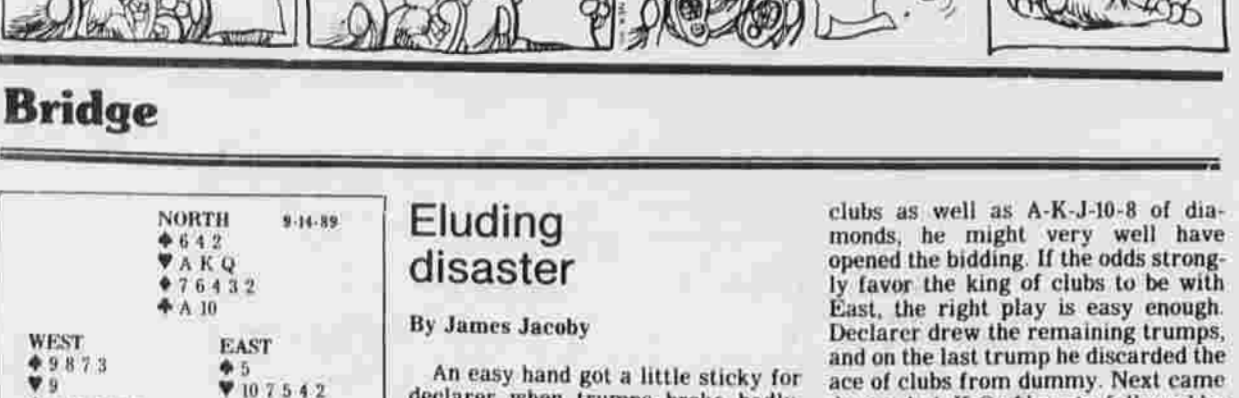 Bridge
NORTH 9-14-89
♠ 6 4 2
♥ A K Q
♦ 7 6 4 3 2
♣ A 10
WEST
♠ 9 8 7 3
♥ 9
EAST
♠ 5
♥ 10 7 5 4 2
Eluding
disaster
By James Jacoby
An easy hand got a little sticky for
declarer when trumps broke badly
clubs as well as A-K-J-10-8 of dia-
monds, he might very well have
opened the bidding. If the odds strong-
ly favor the king of clubs to be with
East, the right play is easy enough.
Declarer drew the remaining trumps,
and on the last trump he discarded the
ace of clubs from dummy. Next came